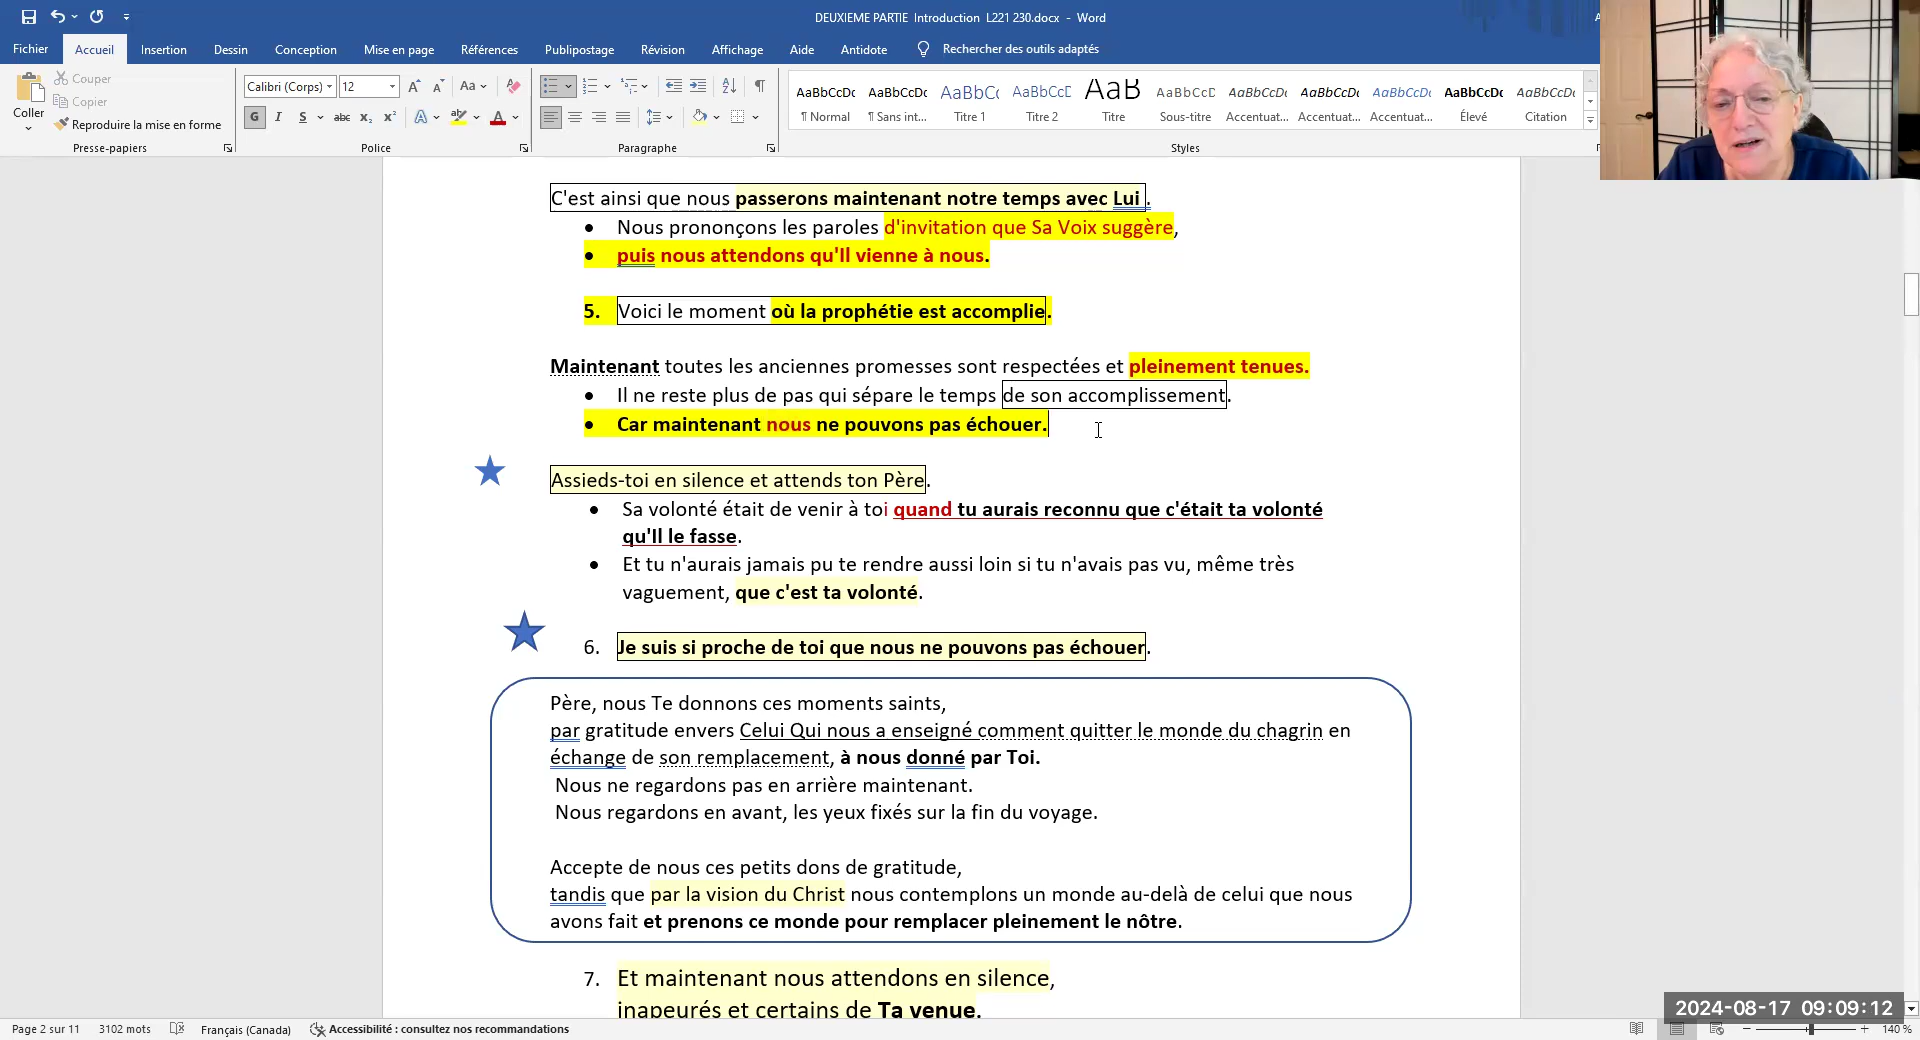 DEUXIEME PARTIE Introduction L221 230.docx - Word
Fichier Accueil Insertion Dessin Conception Mise en page Références Publipostage Révision Affichage Aide Antidote Rechercher des outils adaptés
Couper
Copier
Coller
Reproduire la mise en forme
Presse-papiers
Calibri (Corps) 12
Police
Paragraphe
AaBbCcDc AaBbCcDc AaBbCc AaBbCcD AaB AaBbCcD AaBbCcDc AaBbCcDc AaBbCcDc AaBbCcDc AaBbCcDc
¶ Normal ¶ Sans int... Titre 1 Titre 2 Titre Sous-titre Accentuat... Accentuat... Accentuat... Élevé Citation
Styles
C'est ainsi que nous passerons maintenant notre temps avec Lui .
• Nous prononçons les paroles d'invitation que Sa Voix suggère,
• puis nous attendons qu'Il vienne à nous.
5. Voici le moment où la prophétie est accomplie.
Maintenant toutes les anciennes promesses sont respectées et pleinement tenues.
• Il ne reste plus de pas qui sépare le temps de son accomplissement.
• Car maintenant nous ne pouvons pas échouer.
Assieds-toi en silence et attends ton Père.
• Sa volonté était de venir à toi quand tu aurais reconnu que c'était ta volonté
qu'Il le fasse.
• Et tu n'aurais jamais pu te rendre aussi loin si tu n'avais pas vu, même très
vaguement, que c'est ta volonté.
6. Je suis si proche de toi que nous ne pouvons pas échouer.
Père, nous Te donnons ces moments saints,
par gratitude envers Celui Qui nous a enseigné comment quitter le monde du chagrin en
échange de son remplacement, à nous donné par Toi.
Nous ne regardons pas en arrière maintenant.
Nous regardons en avant, les yeux fixés sur la fin du voyage.
Accepte de nous ces petits dons de gratitude,
tandis que par la vision du Christ nous contemplons un monde au-delà de celui que nous
avons fait et prenons ce monde pour remplacer pleinement le nôtre.
7. Et maintenant nous attendons en silence,
inapeurés et certains de Ta venue.
2024-08-17 09:09:12
Page 2 sur 11 3102 mots Français (Canada) Accessibilité : consultez nos recommandations 140 %